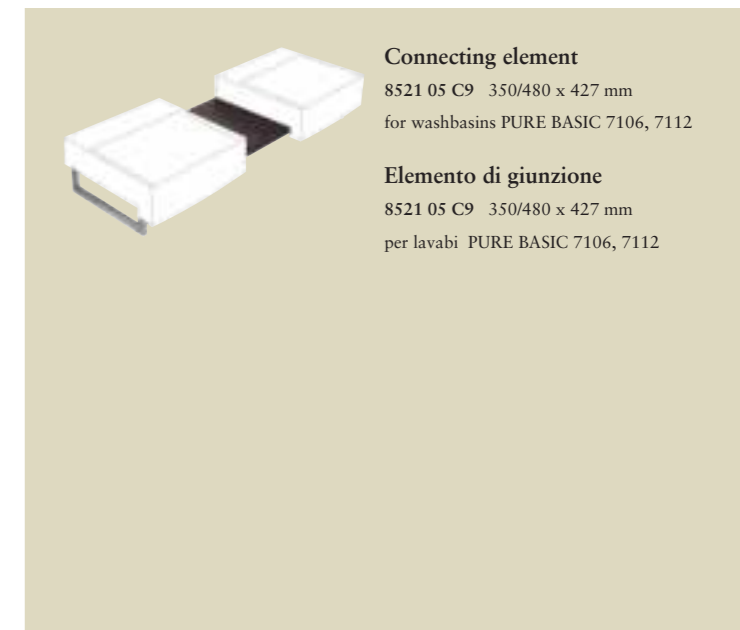 Connecting element
8521 05 C9 350/480 x 427 mm
for washbasins PURE BASIC 7106, 7112
Elemento di giunzione
8521 05 C9 350/480 x 427 mm
per lavabi PURE BASIC 7106, 7112